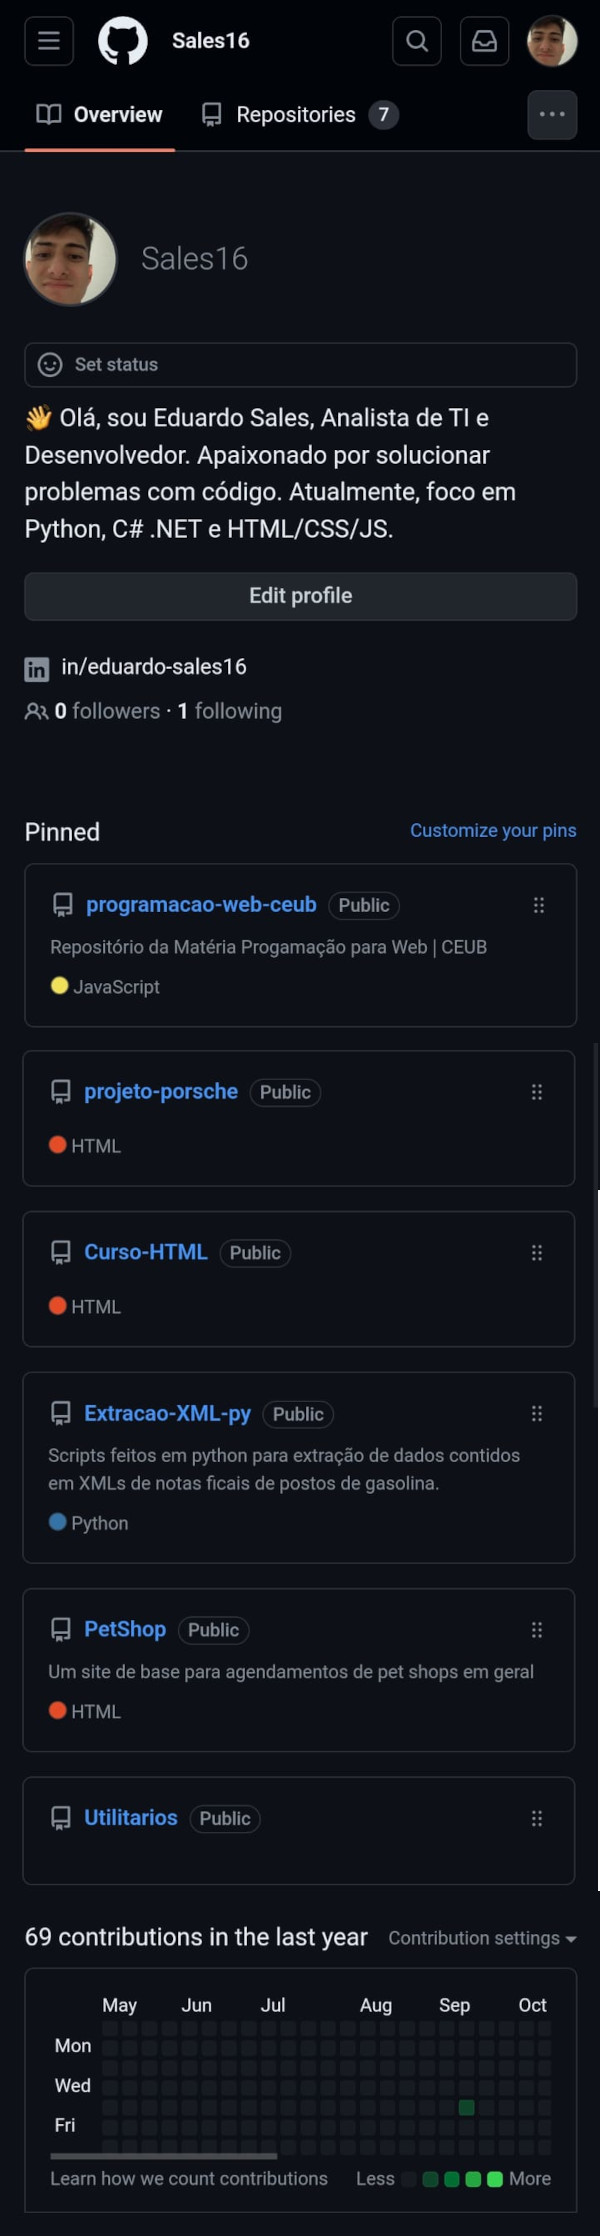 Sales16
Overview Repositories 7
Sales16
Set status
👋 Olá, sou Eduardo Sales, Analista de TI e
Desenvolvedor. Apaixonado por solucionar
problemas com código. Atualmente, foco em
Python, C# .NET e HTML/CSS/JS.
Edit profile
in/eduardo-sales16
0 followers · 1 following
Pinned Customize your pins
programacao-web-ceub Public
Repositório da Matéria Progamação para Web | CEUB
JavaScript
projeto-porsche Public
HTML
Curso-HTML Public
HTML
Extracao-XML-py Public
Scripts feitos em python para extração de dados contidos
em XMLs de notas ficais de postos de gasolina.
Python
PetShop Public
Um site de base para agendamentos de pet shops em geral
HTML
Utilitarios Public
69 contributions in the last year Contribution settings
May Jun Jul Aug Sep Oct
Mon
Wed
Fri
Learn how we count contributions Less More